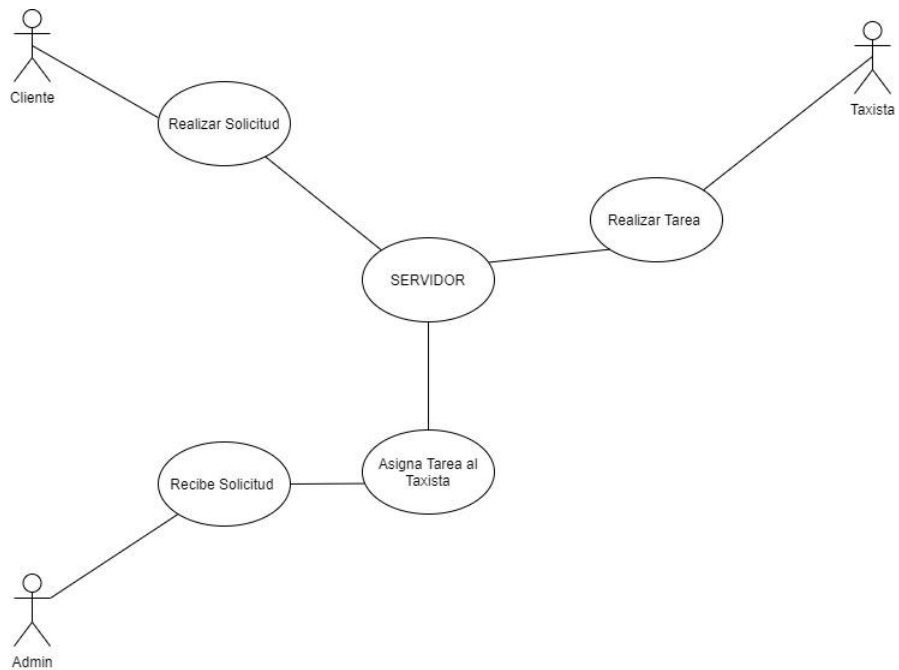 Cliente
Taxista
Realizar Solicitud
Realizar Tarea
SERVIDOR
Asigna Tarea al
Taxista
Recibe Solicitud
Admin